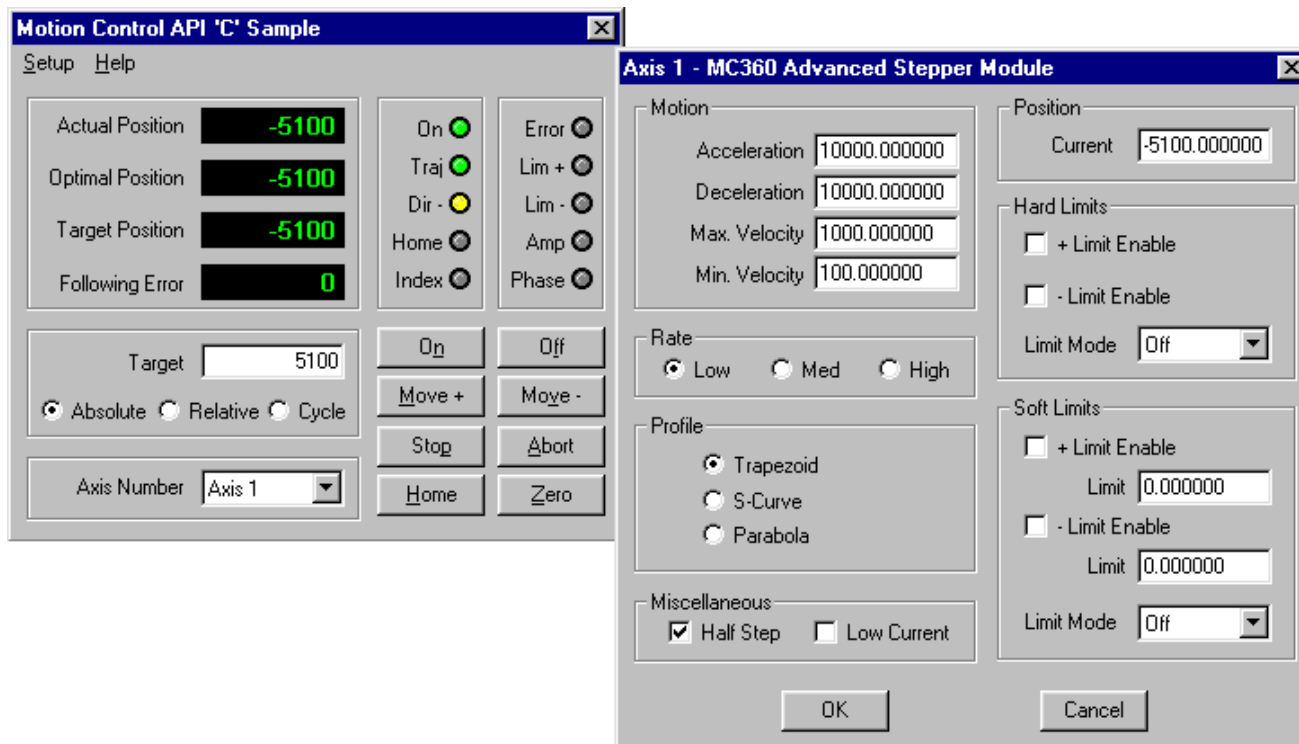 Motion Control API 'C' Sample
Setup Help
Actual Position -5100
Optimal Position -5100
Target Position -5100
Following Error 0
On
Traj
Dir -
Home
Index
Error
Lim +
Lim -
Amp
Phase
Target 5100
Absolute Relative Cycle
Axis Number Axis 1
On Off
Move + Move -
Stop Abort
Home Zero
Axis 1 - MC360 Advanced Stepper Module
Motion
Acceleration 10000.000000
Deceleration 10000.000000
Max. Velocity 1000.000000
Min. Velocity 100.000000
Rate
Low Med High
Profile
Trapezoid
S-Curve
Parabola
Miscellaneous
Half Step Low Current
Position
Current -5100.000000
Hard Limits
+ Limit Enable
- Limit Enable
Limit Mode Off
Soft Limits
+ Limit Enable
Limit 0.000000
- Limit Enable
Limit 0.000000
Limit Mode Off
OK Cancel